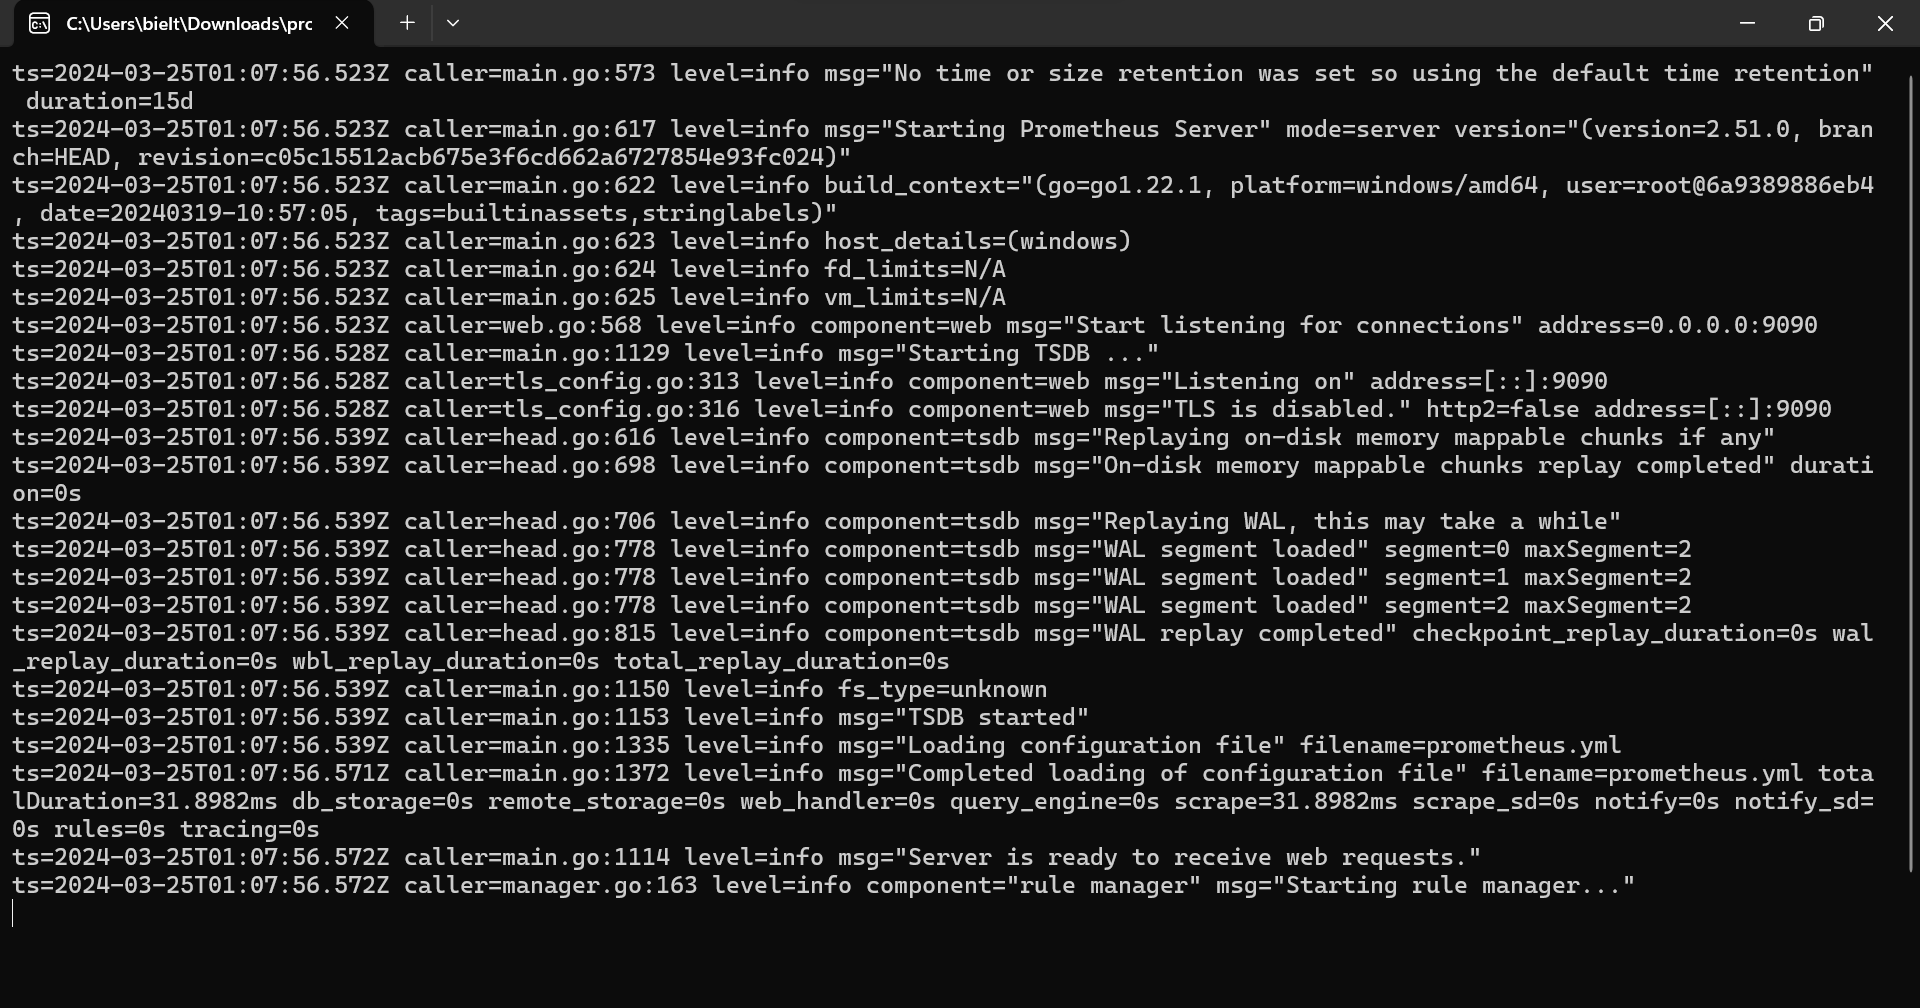 C:\Users\bielt\Downloads\prc
ts=2024-03-25T01:07:56.523Z caller=main.go:573 level=info msg="No time or size retention was set so using the default time retention"
 duration=15d
ts=2024-03-25T01:07:56.523Z caller=main.go:617 level=info msg="Starting Prometheus Server" mode=server version="(version=2.51.0, bran
ch=HEAD, revision=c05c15512acb675e3f6cd662a6727854e93fc024)"
ts=2024-03-25T01:07:56.523Z caller=main.go:622 level=info build_context="(go=go1.22.1, platform=windows/amd64, user=root@6a9389886eb4
, date=20240319-10:57:05, tags=builtinassets,stringlabels)"
ts=2024-03-25T01:07:56.523Z caller=main.go:623 level=info host_details=(windows)
ts=2024-03-25T01:07:56.523Z caller=main.go:624 level=info fd_limits=N/A
ts=2024-03-25T01:07:56.523Z caller=main.go:625 level=info vm_limits=N/A
ts=2024-03-25T01:07:56.523Z caller=web.go:568 level=info component=web msg="Start listening for connections" address=0.0.0.0:9090
ts=2024-03-25T01:07:56.528Z caller=main.go:1129 level=info msg="Starting TSDB ..."
ts=2024-03-25T01:07:56.528Z caller=tls_config.go:313 level=info component=web msg="Listening on" address=[::]:9090
ts=2024-03-25T01:07:56.528Z caller=tls_config.go:316 level=info component=web msg="TLS is disabled." http2=false address=[::]:9090
ts=2024-03-25T01:07:56.539Z caller=head.go:616 level=info component=tsdb msg="Replaying on-disk memory mappable chunks if any"
ts=2024-03-25T01:07:56.539Z caller=head.go:698 level=info component=tsdb msg="On-disk memory mappable chunks replay completed" durati
on=0s
ts=2024-03-25T01:07:56.539Z caller=head.go:706 level=info component=tsdb msg="Replaying WAL, this may take a while"
ts=2024-03-25T01:07:56.539Z caller=head.go:778 level=info component=tsdb msg="WAL segment loaded" segment=0 maxSegment=2
ts=2024-03-25T01:07:56.539Z caller=head.go:778 level=info component=tsdb msg="WAL segment loaded" segment=1 maxSegment=2
ts=2024-03-25T01:07:56.539Z caller=head.go:778 level=info component=tsdb msg="WAL segment loaded" segment=2 maxSegment=2
ts=2024-03-25T01:07:56.539Z caller=head.go:815 level=info component=tsdb msg="WAL replay completed" checkpoint_replay_duration=0s wal
_replay_duration=0s wbl_replay_duration=0s total_replay_duration=0s
ts=2024-03-25T01:07:56.539Z caller=main.go:1150 level=info fs_type=unknown
ts=2024-03-25T01:07:56.539Z caller=main.go:1153 level=info msg="TSDB started"
ts=2024-03-25T01:07:56.539Z caller=main.go:1335 level=info msg="Loading configuration file" filename=prometheus.yml
ts=2024-03-25T01:07:56.571Z caller=main.go:1372 level=info msg="Completed loading of configuration file" filename=prometheus.yml tota
lDuration=31.8982ms db_storage=0s remote_storage=0s web_handler=0s query_engine=0s scrape=31.8982ms scrape_sd=0s notify=0s notify_sd=
0s rules=0s tracing=0s
ts=2024-03-25T01:07:56.572Z caller=main.go:1114 level=info msg="Server is ready to receive web requests."
ts=2024-03-25T01:07:56.572Z caller=manager.go:163 level=info component="rule manager" msg="Starting rule manager..."